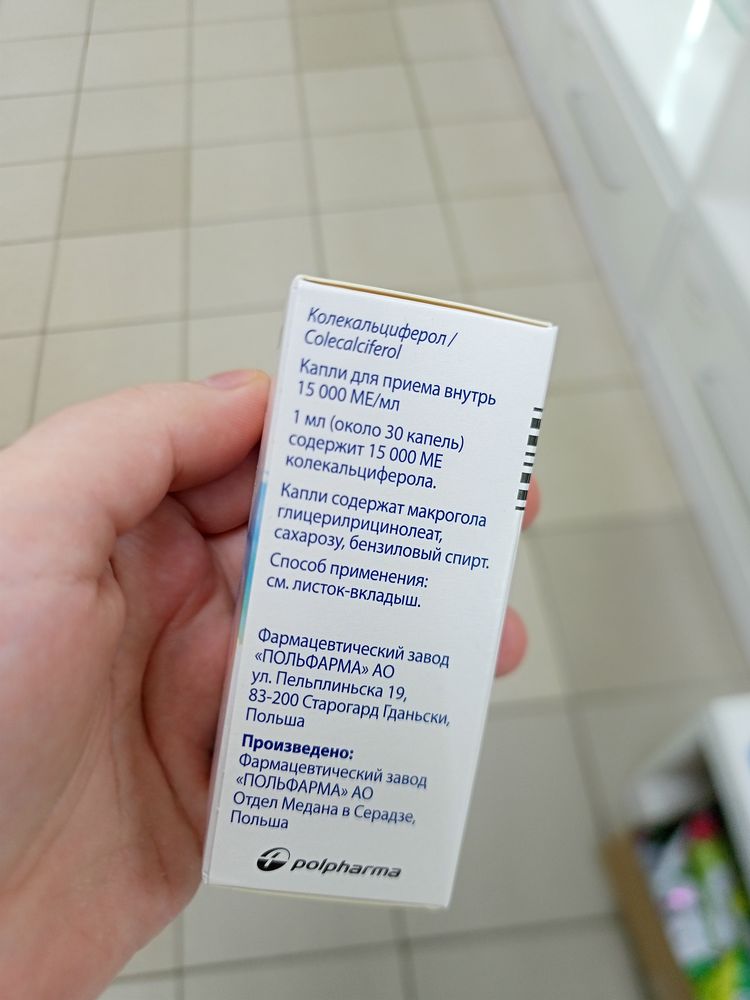 Колекальциферол/
Colecalciferol
Капли для приема внутрь
15 000 МЕ/мл
1 мл (около 30 капель)
содержит 15 000 МЕ
колекальциферола.
Капли содержат макрогола
глицерилрицинолеат,
сахарозу, бензиловый спирт.
Способ применения:
см. листок-вкладыш.
Фармацевтический завод
«ПОЛЬФАРМА» АО
ул. Пельплиньска 19,
83-200 Старогард Гданьски,
Польша
Произведено:
Фармацевтический завод
«ПОЛЬФАРМА» АО
Отдел Медана в Серадзе,
Польша
polpharma